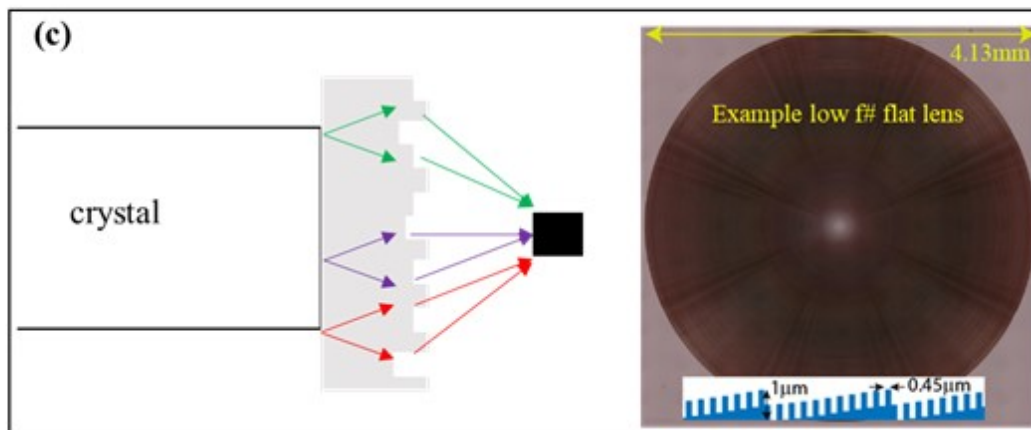 (c)
crystal
4.13mm
Example low f# flat lens
1μm
0.45μm